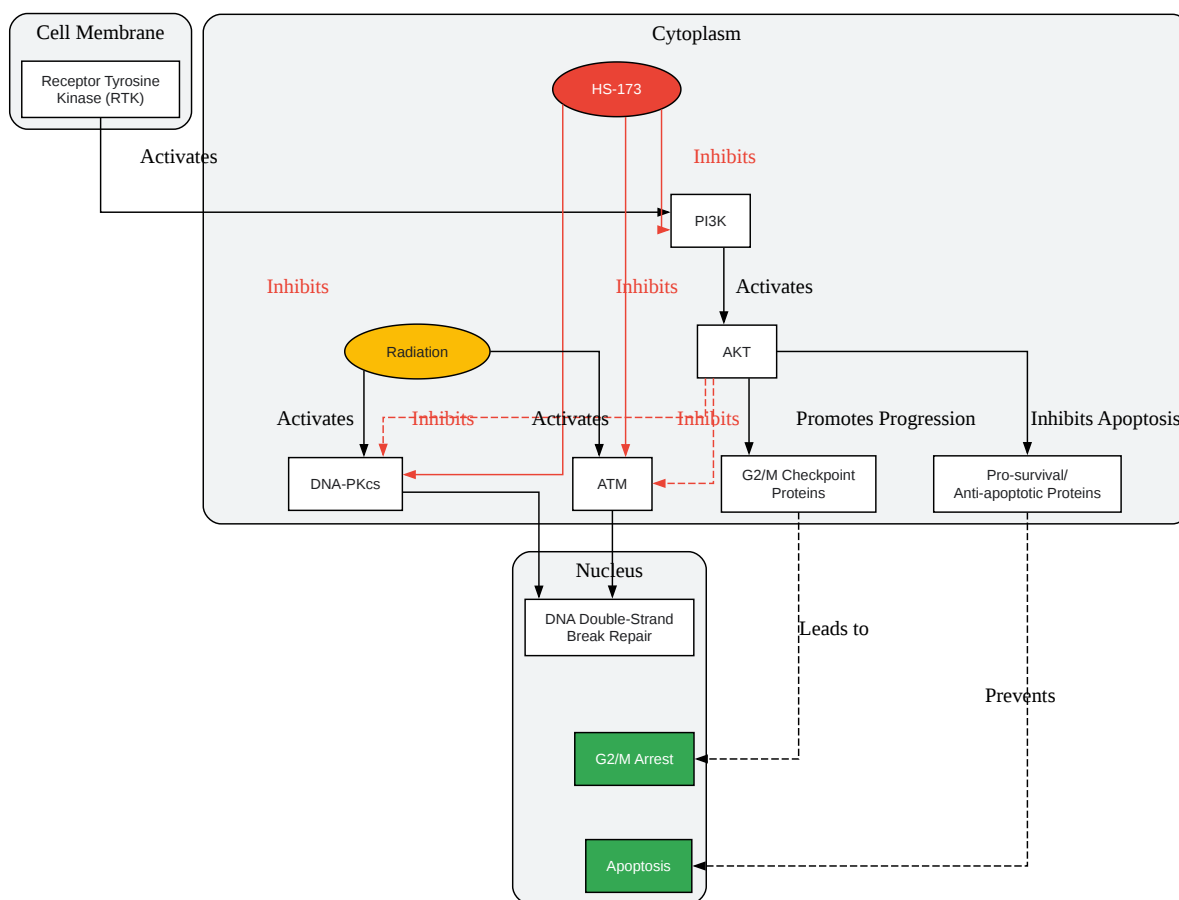 Cell Membrane
Cytoplasm
Receptor Tyrosine
Kinase (RTK)
HS-173
Activates
Inhibits
PI3K
Inhibits
Inhibits
Activates
Radiation
AKT
Activates
Inhibits
Activates
Inhibits
Promotes Progression
Inhibits Apoptosis
DNA-PKcs
ATM
G2/M Checkpoint
Proteins
Pro-survival/
Anti-apoptotic Proteins
Nucleus
DNA Double-Strand
Break Repair
Leads to
Prevents
G2/M Arrest
Apoptosis